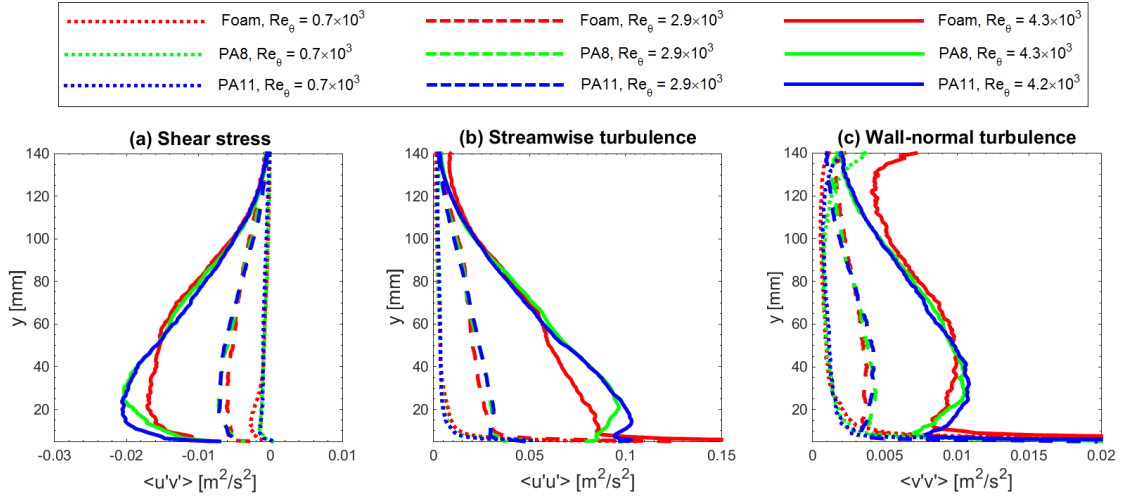 Foam, Reθ = 0.7×10³ Foam, Reθ = 2.9×10³ Foam, Reθ = 4.3×10³
PA8, Reθ = 0.7×10³ PA8, Reθ = 2.9×10³ PA8, Reθ = 4.3×10³
PA11, Reθ = 0.7×10³ PA11, Reθ = 2.9×10³ PA11, Reθ = 4.2×10³
(a) Shear stress
140
120
100
80
60
40
20
y [mm]
-0.03 -0.02 -0.01 0 0.01
<u'v'> [m²/s²]
(b) Streamwise turbulence
140
120
100
80
60
40
20
y [mm]
0 0.05 0.1 0.15
<u'u'> [m²/s²]
(c) Wall-normal turbulence
140
120
100
80
60
40
20
y [mm]
0 0.005 0.01 0.015 0.02
<v'v'> [m²/s²]